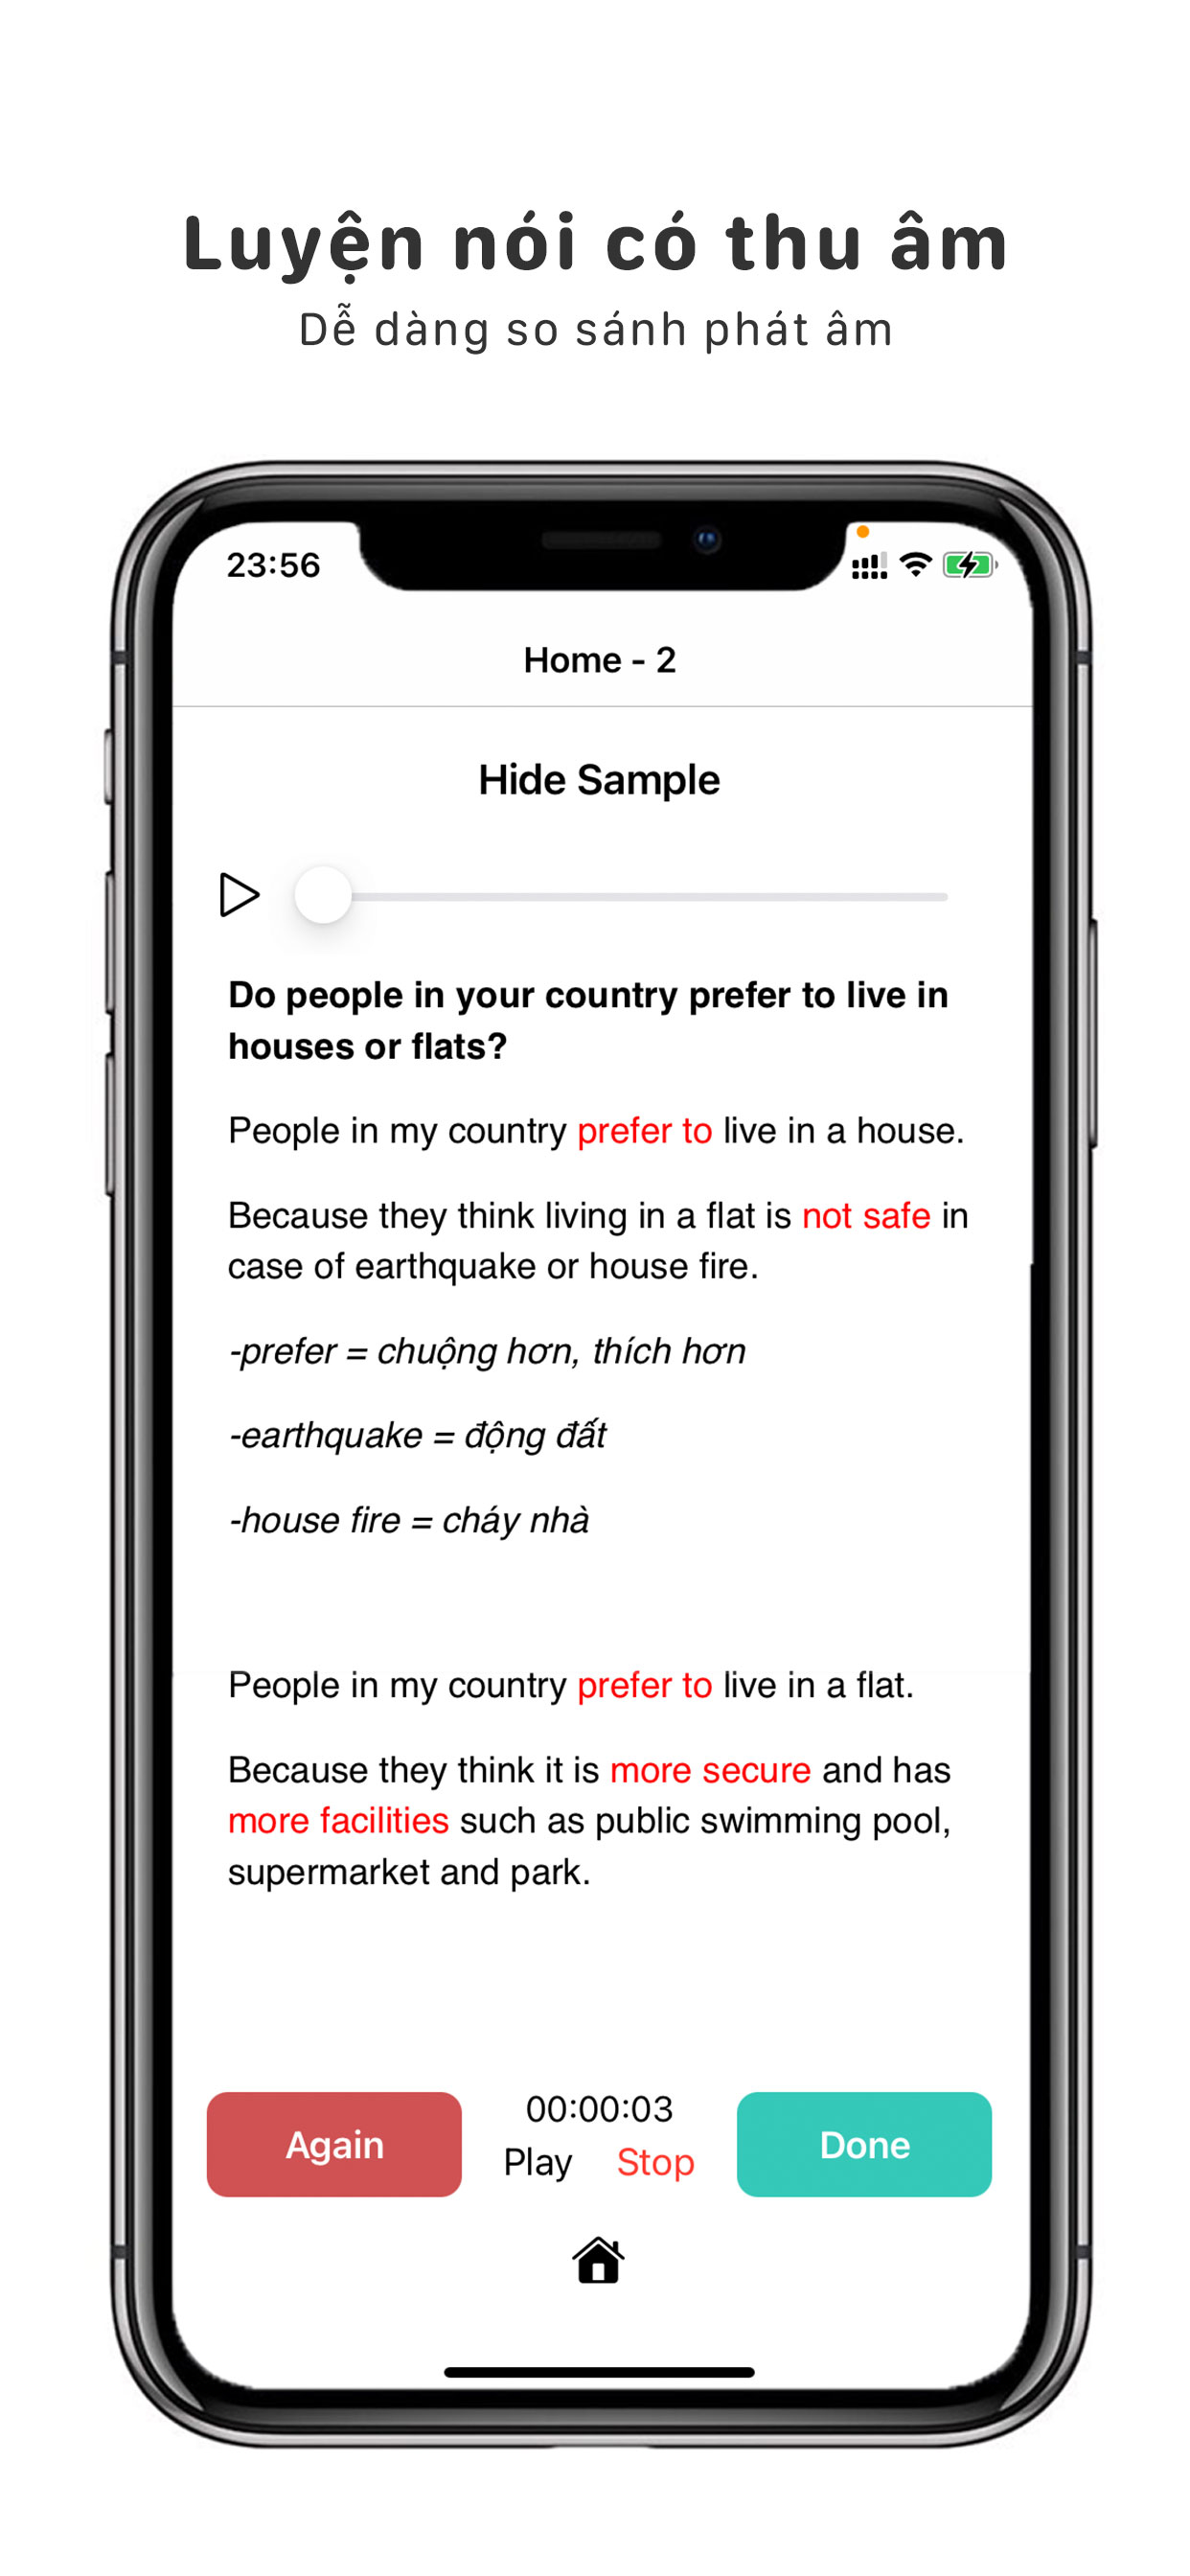 Luyện nói có thu âm
Dễ dàng so sánh phát âm
23:56
Home - 2
Hide Sample
Do people in your country prefer to live in
houses or flats?
People in my country prefer to live in a house.
Because they think living in a flat is not safe in
case of earthquake or house fire.
-prefer = chuộng hơn, thích hơn
-earthquake = động đất
-house fire = cháy nhà
People in my country prefer to live in a flat.
Because they think it is more secure and has
more facilities such as public swimming pool,
supermarket and park.
Again
00:00:03
Play Stop
Done